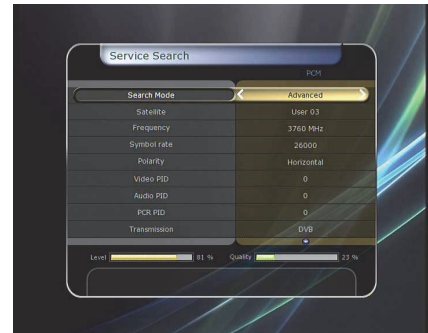 Service Search
PCM
Search Mode Advanced
Satellite User 03
Frequency 3760 MHz
Symbol rate 26000
Polarity Horizontal
Video PID 0
Audio PID 0
PCR PID 0
Transmission DVB
Level 81 % Quality 23 %